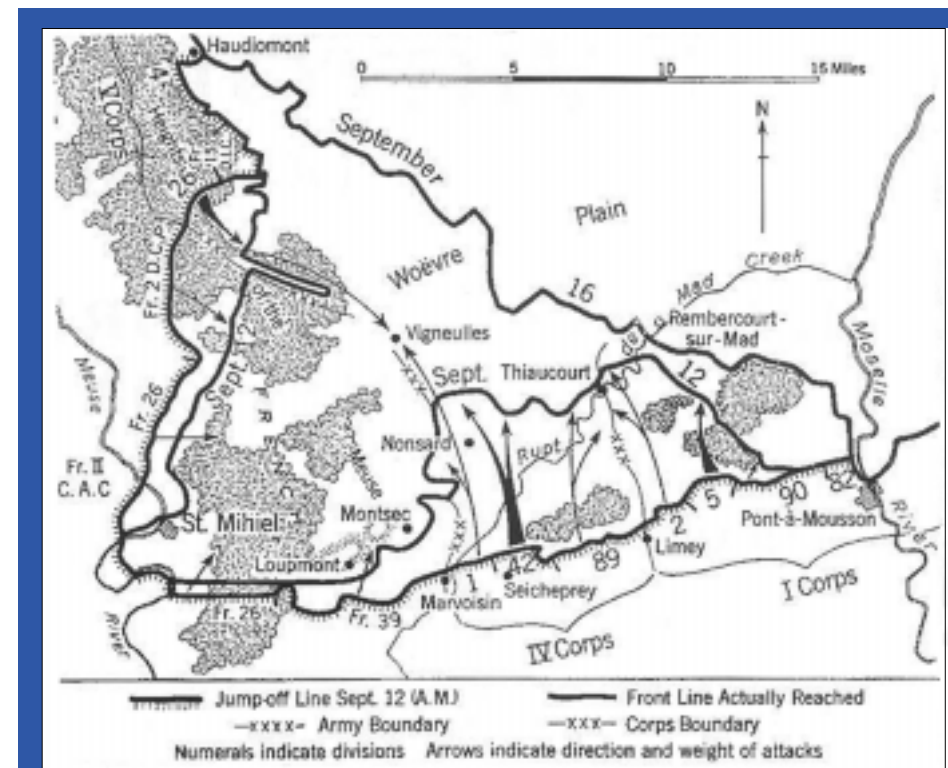 Haudiomont
0 5 10 15 Miles
V Corps
September
N
Plain
26
Woëvre
Mad Creek
16
Fr. 2 D.C.P.
Rembercourt-
sur-Mad
Vigneulles
Sept. 12
Moselle
Meuse
Sept.
Thiaucourt
12
Fr. 26
Nonsard
Rupt
Meuse
Fr. II
C. A.C
St. Mihiel
Montsec
5
90
82
2
Pont-à-Mousson
River
Loupmont
42
89
Limey
1
Seicheprey
I Corps
Marvoisin
Fr. 26
Fr. 39
River
IV Corps
Jump-off Line Sept. 12 (A.M.) Front Line Actually Reached
—xxxx— Army Boundary —xxx— Corps Boundary
Numerals indicate divisions Arrows indicate direction and weight of attacks